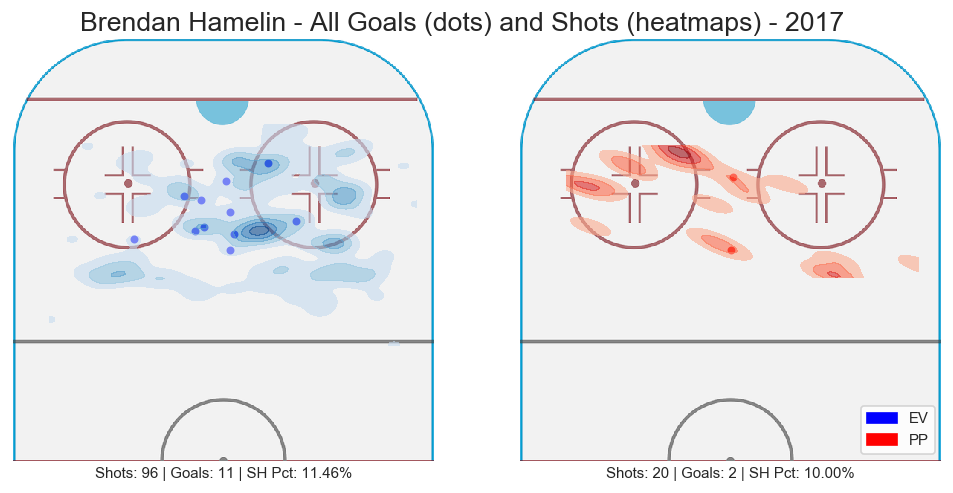 Brendan Hamelin - All Goals (dots) and Shots (heatmaps) - 2017
EV
PP
Shots: 96 | Goals: 11 | SH Pct: 11.46%
Shots: 20 | Goals: 2 | SH Pct: 10.00%